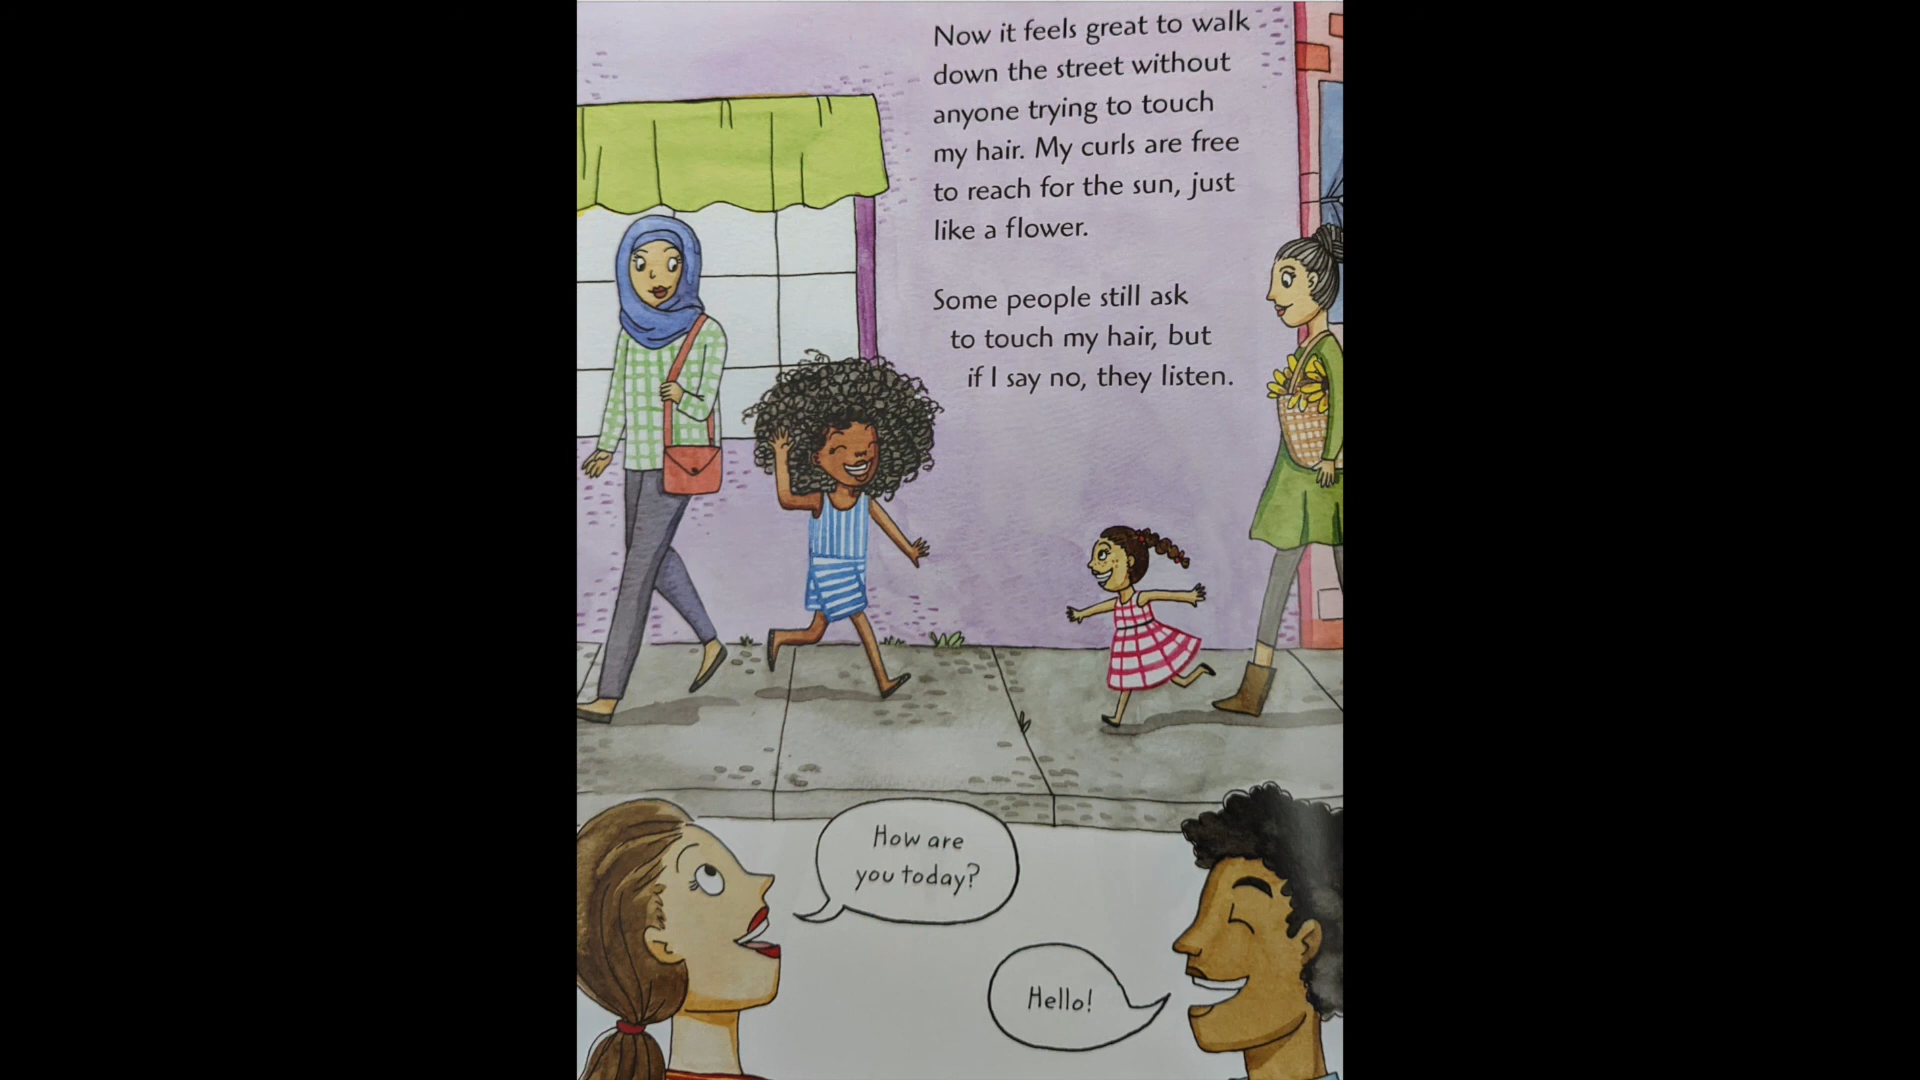 Now it feels great to walk
down the street without
anyone trying to touch
my hair. My curls are free
to reach for the sun, just
like a flower.
Some people still ask
to touch my hair, but
if I say no, they listen.
How are
you today?
Hello!